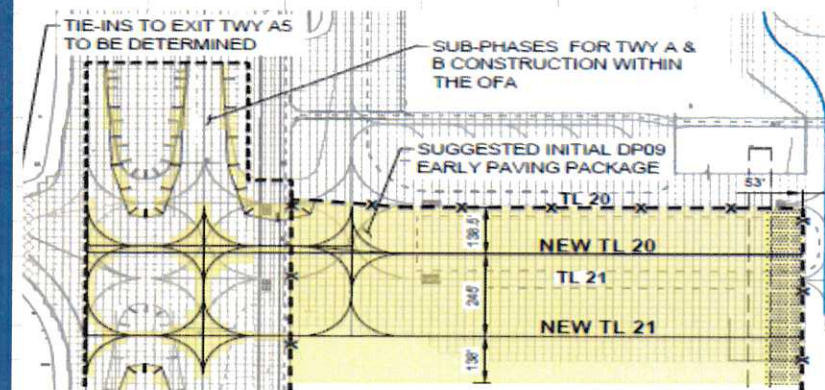 TIE-INS TO EXIT TWY A5
TO BE DETERMINED
SUB-PHASES FOR TWY A &
B CONSTRUCTION WITHIN
THE OFA
SUGGESTED INITIAL DP09
EARLY PAVING PACKAGE
53'
TL 20
138.5'
NEW TL 20
TL 21
245'
NEW TL 21
138'